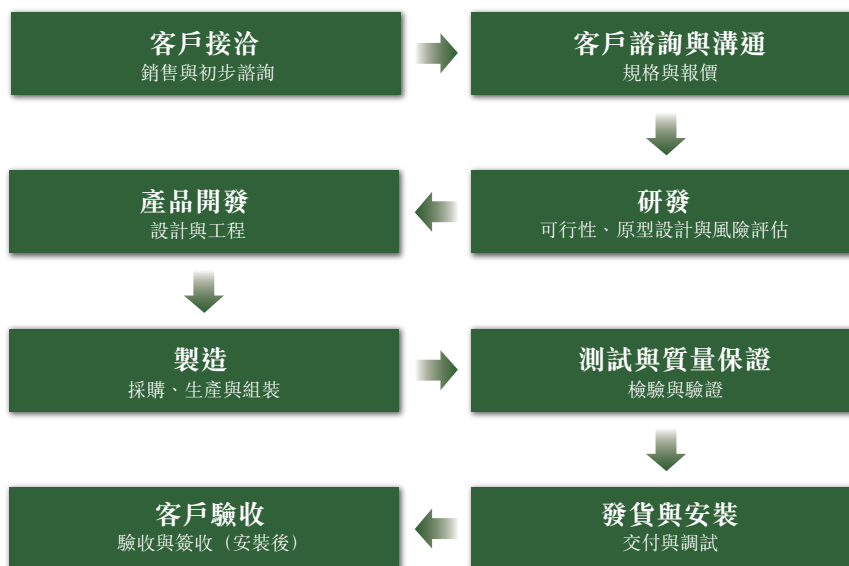 客戶接洽
銷售與初步諮詢
客戶諮詢與溝通
規格與報價
研發
可行性、原型設計與風險評估
產品開發
設計與工程
製造
採購、生產與組裝
測試與質量保證
檢驗與驗證
發貨與安裝
交付與調試
客戶驗收
驗收與簽收（安裝後）